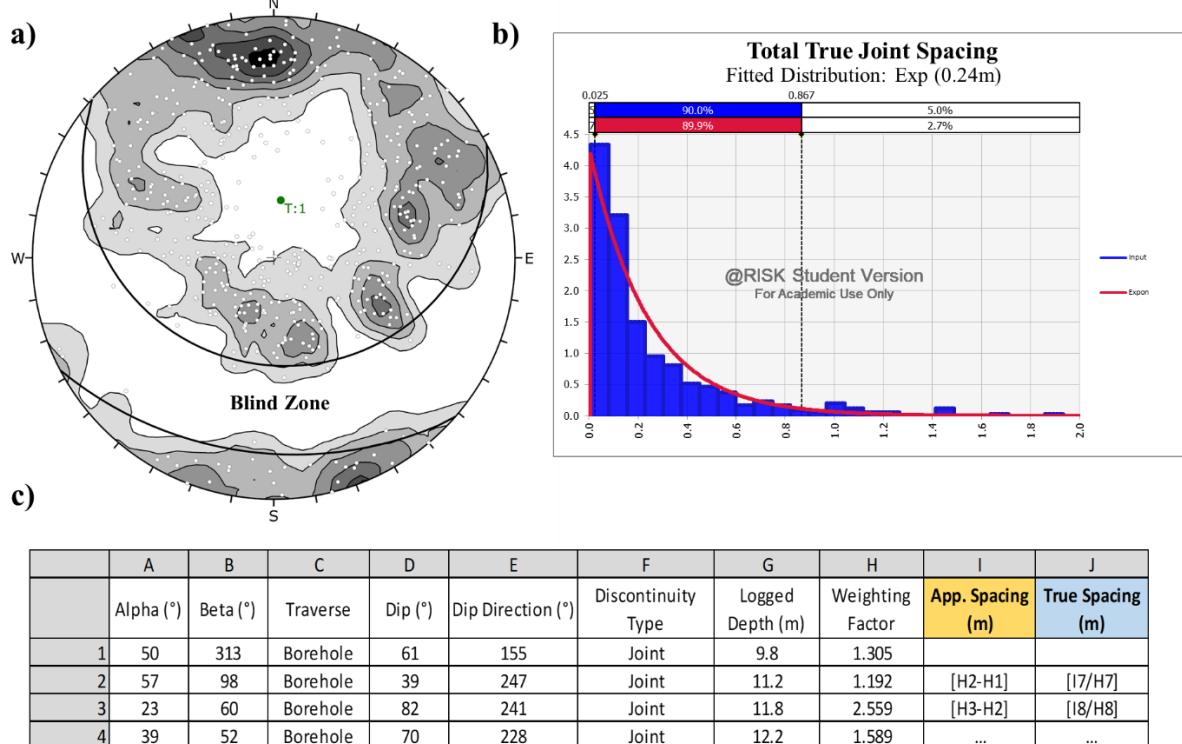 a)
N
W
E
S
T:1
Blind Zone
b)
Total True Joint Spacing
Fitted Distribution: Exp (0.24m)
0.025 0.867
5 90.0% 5.0%
7 89.9% 2.7%
4.5
4.0
3.5
3.0
2.5
2.0
1.5
1.0
0.5
0.0
@RISK Student Version
For Academic Use Only
Input
Expon
0.0 0.2 0.4 0.6 0.8 1.0 1.2 1.4 1.6 1.8 2.0
c)
A B C D E F G H I J
Alpha (°) Beta (°) Traverse Dip (°) Dip Direction (°) Discontinuity Type Logged Depth (m) Weighting Factor App. Spacing (m) True Spacing (m)
1 50 313 Borehole 61 155 Joint 9.8 1.305
2 57 98 Borehole 39 247 Joint 11.2 1.192 [H2-H1] [I7/H7]
3 23 60 Borehole 82 241 Joint 11.8 2.559 [H3-H2] [I8/H8]
4 39 52 Borehole 70 228 Joint 12.2 1.589 ... ...